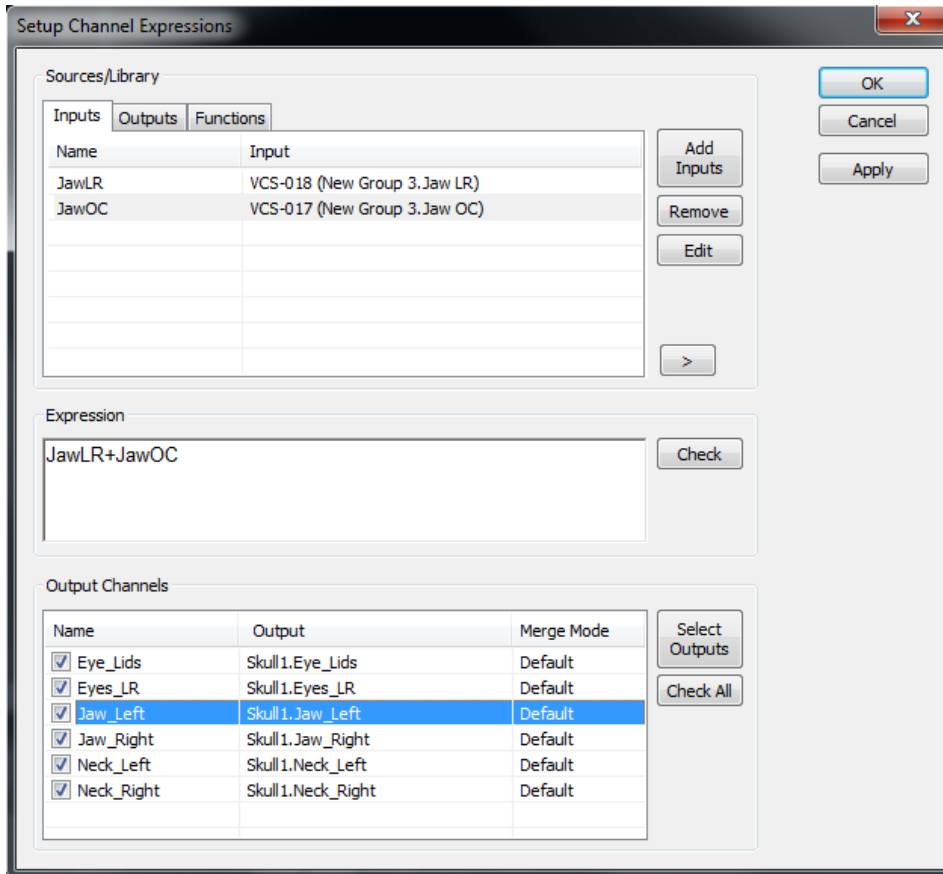 Setup Channel Expressions
x
Sources/Library
OK
Inputs Outputs Functions
Cancel
Name Input
Add
Inputs
Apply
JawLR VCS-018 (New Group 3.Jaw LR)
JawOC VCS-017 (New Group 3.Jaw OC)
Remove
Edit
>
Expression
JawLR+JawOC
Check
Output Channels
Name Output Merge Mode
Select
Outputs
Eye_Lids Skull1.Eye_Lids Default
Eyes_LR Skull1.Eyes_LR Default
Check All
Jaw_Left Skull1.Jaw_Left Default
Jaw_Right Skull1.Jaw_Right Default
Neck_Left Skull1.Neck_Left Default
Neck_Right Skull1.Neck_Right Default